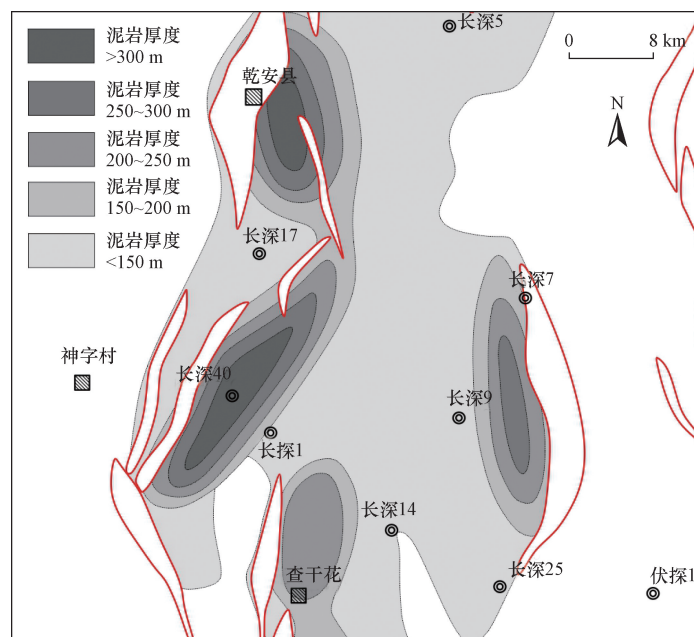 泥岩厚度
>300 m
泥岩厚度
250~300 m
泥岩厚度
200~250 m
泥岩厚度
150~200 m
泥岩厚度
<150 m
长深5
0 8 km
乾安县
N
长深17
长深7
神字村
长深40
长深9
长探1
长深14
查干花
长深25
伏探1